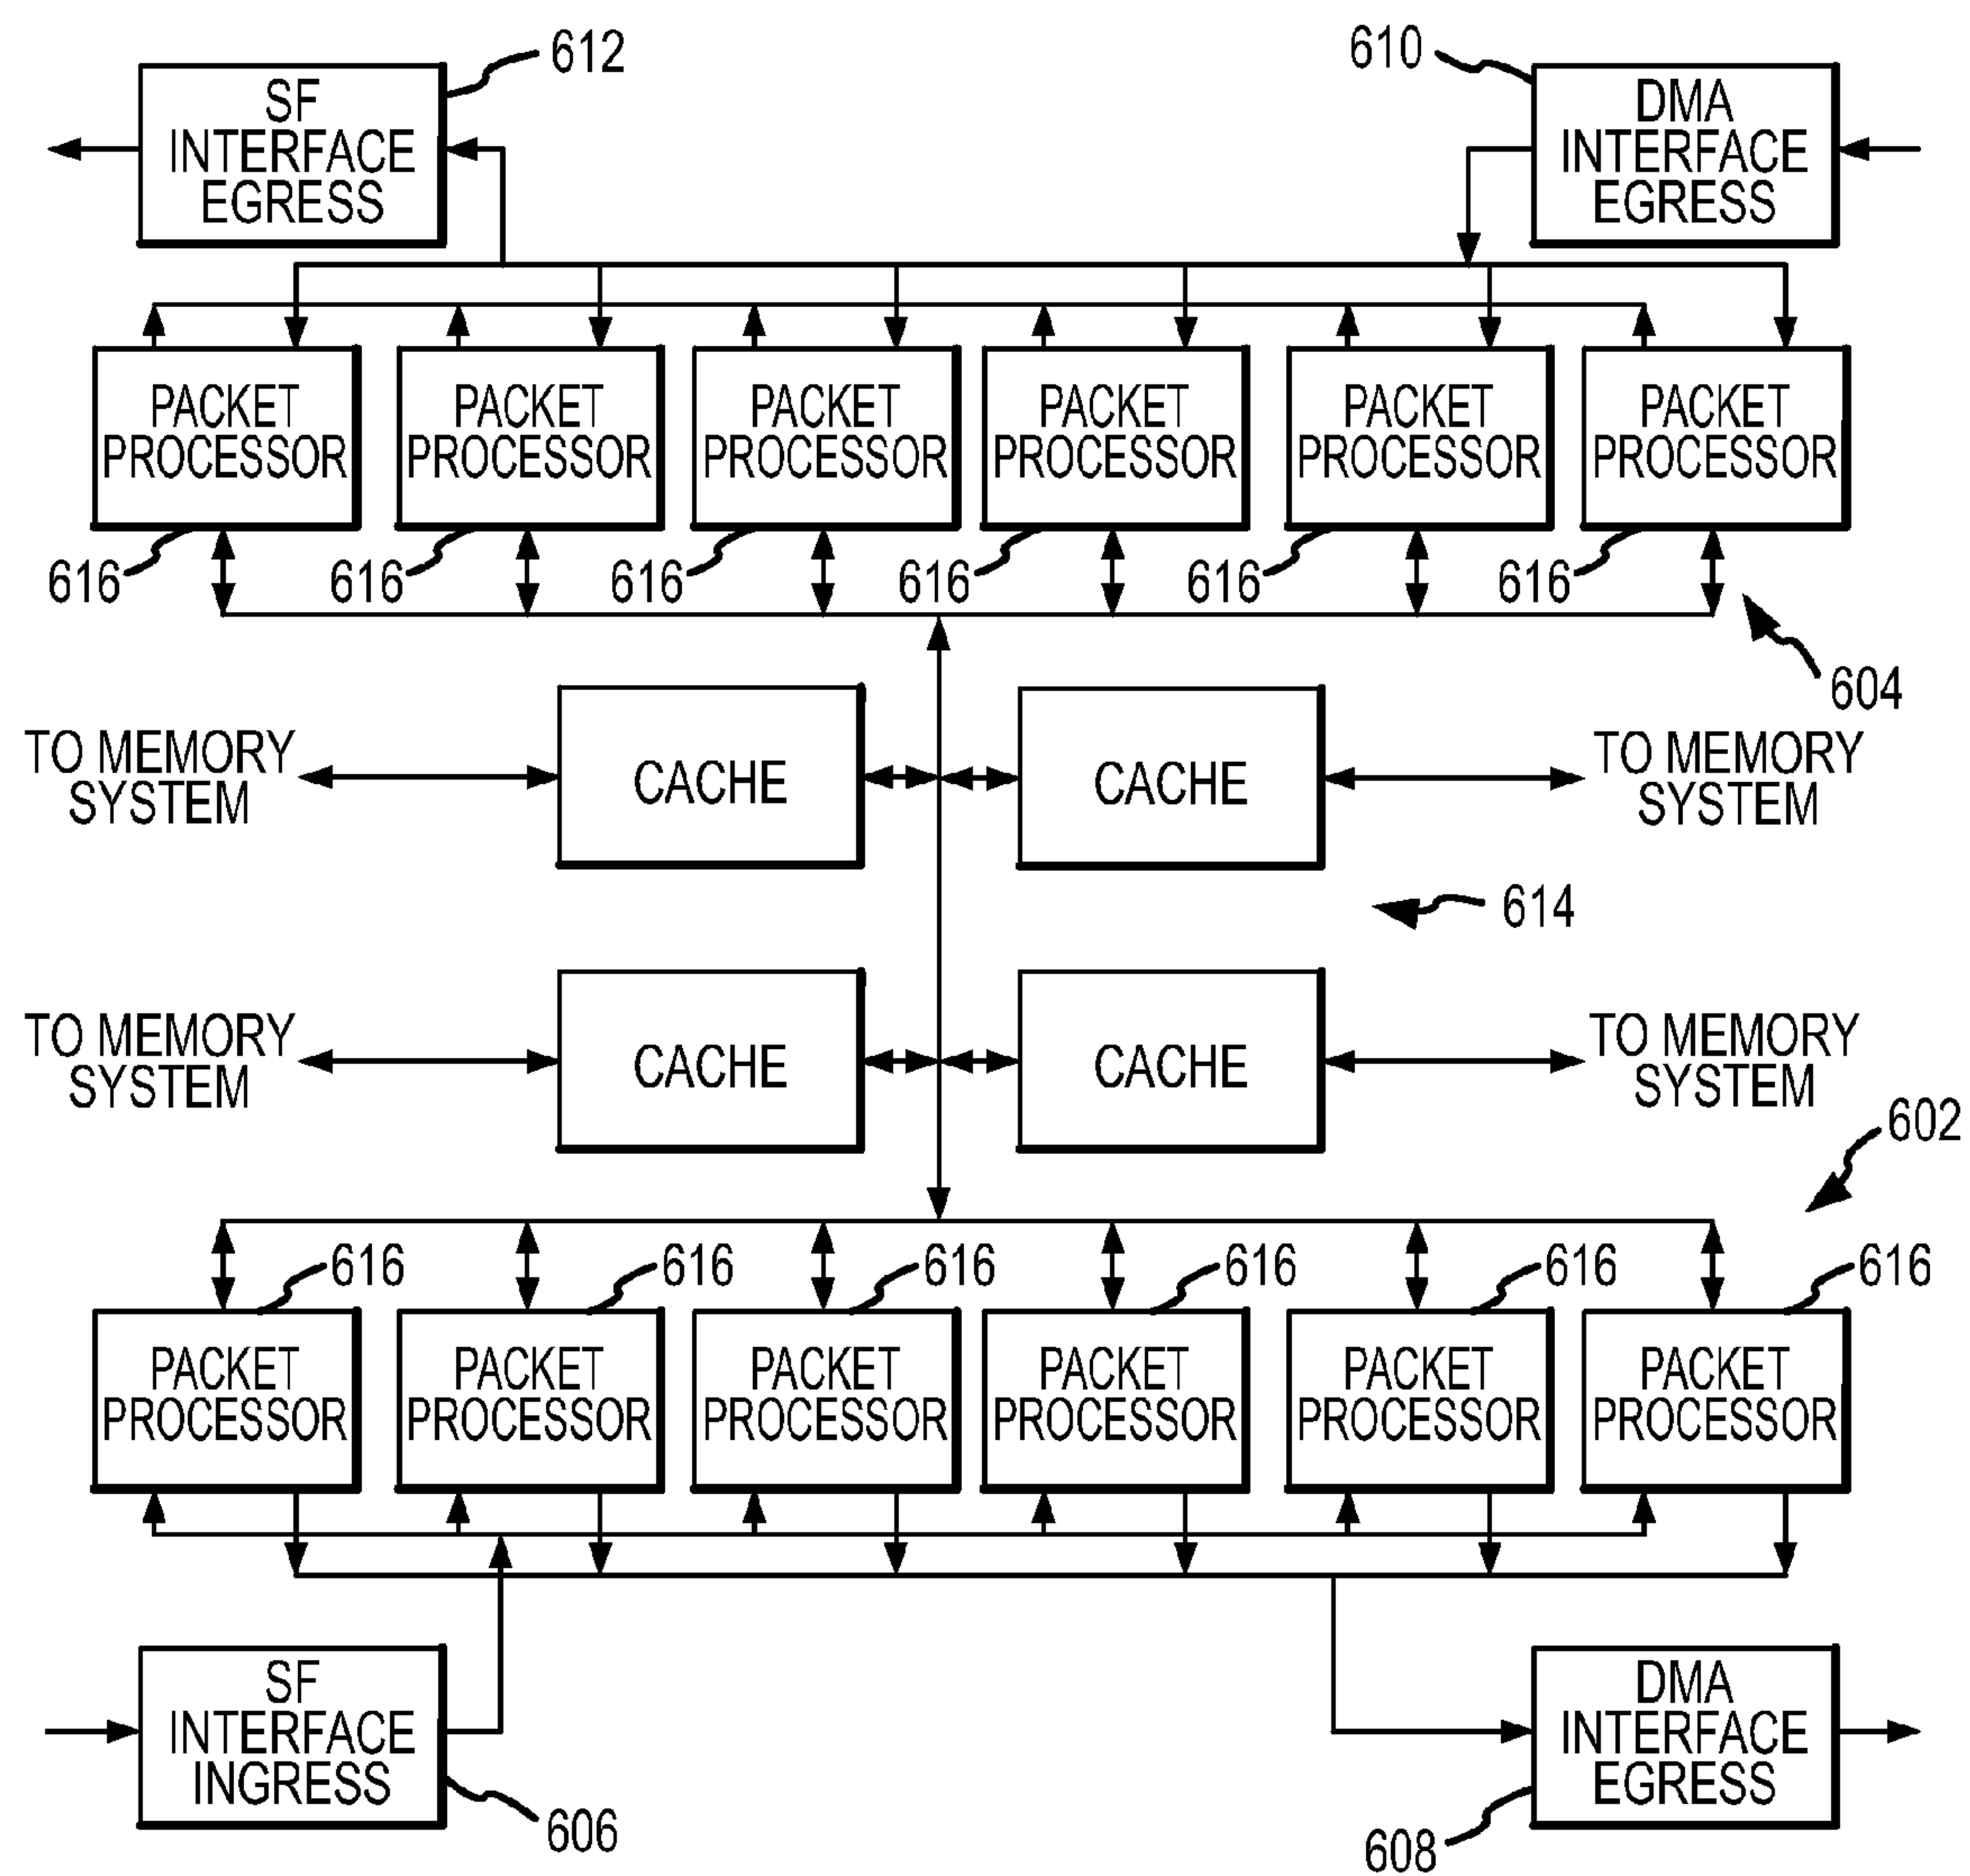 612
610
SF
INTERFACE
EGRESS
DMA
INTERFACE
EGRESS
PACKET
PROCESSOR
PACKET
PROCESSOR
PACKET
PROCESSOR
PACKET
PROCESSOR
PACKET
PROCESSOR
PACKET
PROCESSOR
616
616
616
616
616
616
604
TO MEMORY
SYSTEM
CACHE
CACHE
TO MEMORY
SYSTEM
614
TO MEMORY
SYSTEM
CACHE
CACHE
TO MEMORY
SYSTEM
602
616
616
616
616
616
616
PACKET
PROCESSOR
PACKET
PROCESSOR
PACKET
PROCESSOR
PACKET
PROCESSOR
PACKET
PROCESSOR
PACKET
PROCESSOR
SF
INTERFACE
INGRESS
DMA
INTERFACE
EGRESS
606
608